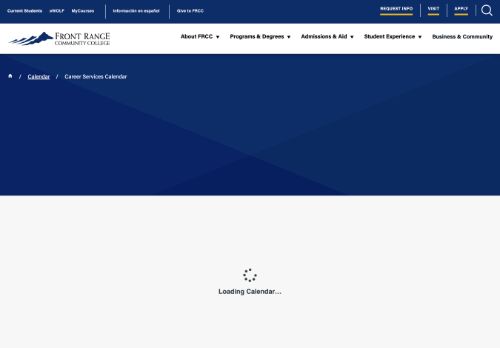 Current Students eWOLF MyCourses Información en español Give to FRCC REQUEST INFO VISIT APPLY
FRONT RANGE
COMMUNITY COLLEGE
About FRCC ▼ Programs & Degrees ▼ Admissions & Aid ▼ Student Experience ▼ Business & Community
/ Calendar / Career Services Calendar
Loading Calendar...